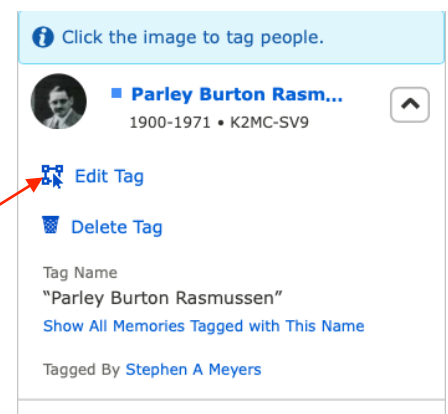 Click the image to tag people.
Parley Burton Rasm...
1900-1971 • K2MC-SV9
Edit Tag
Delete Tag
Tag Name
“Parley Burton Rasmussen”
Show All Memories Tagged with This Name
Tagged By Stephen A Meyers